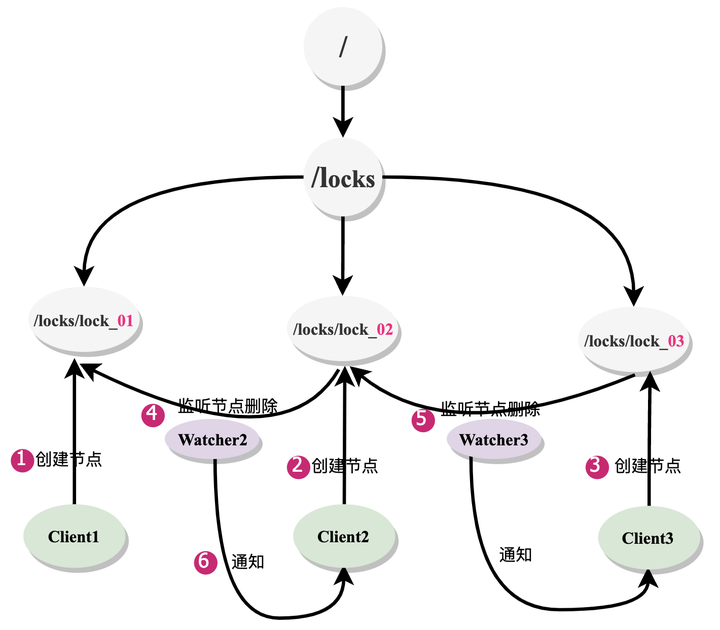 /
/locks
/locks/lock_01
/locks/lock_02
/locks/lock_03
4 监听节点删除
5 监听节点删除
Watcher2
Watcher3
1 创建节点
2 创建节点
3 创建节点
Client1
Client2
Client3
6 通知
通知